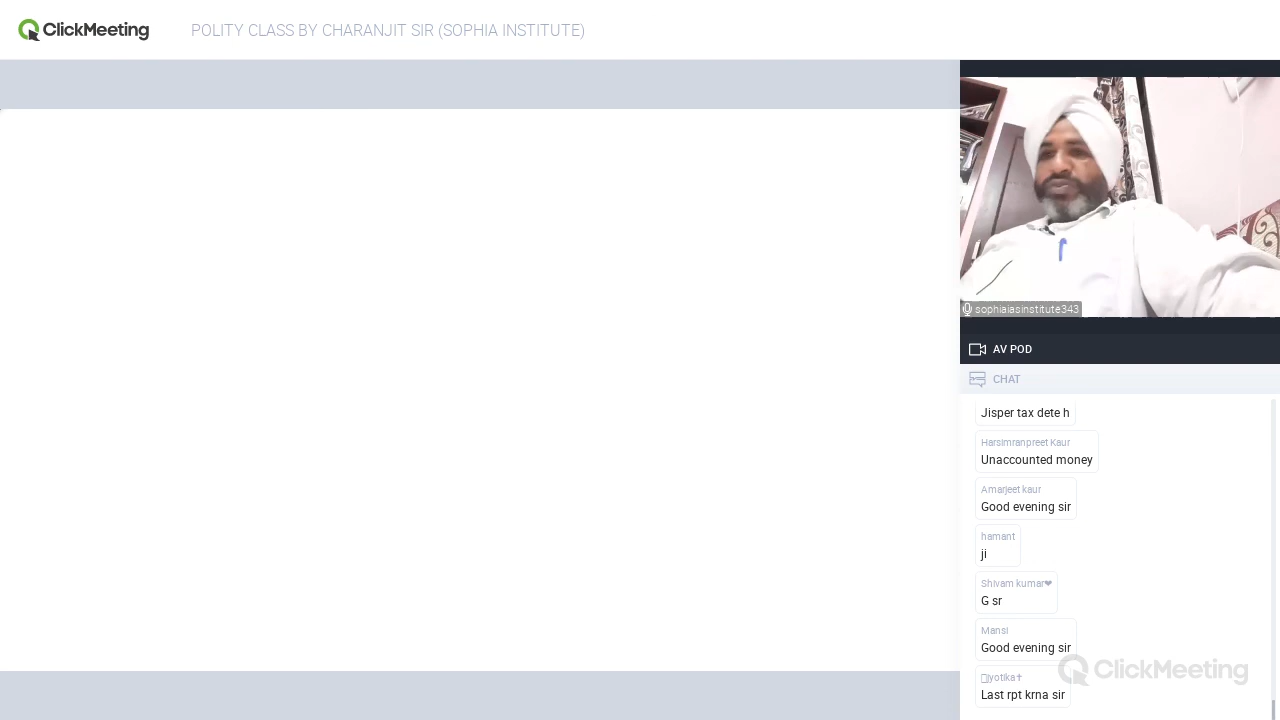 ClickMeeting
POLITY CLASS BY CHARANJIT SIR (SOPHIA INSTITUTE)
sophiaiasinstitute343
AV POD
CHAT
Jisper tax dete h
Harsimranpreet Kaur
Unaccounted money
Amarjeet kaur
Good evening sir
hamant
ji
Shivam kumar❤
G sr
Mansi
Good evening sir
Jyotika✝
Last rpt krna sir
ClickMeeting